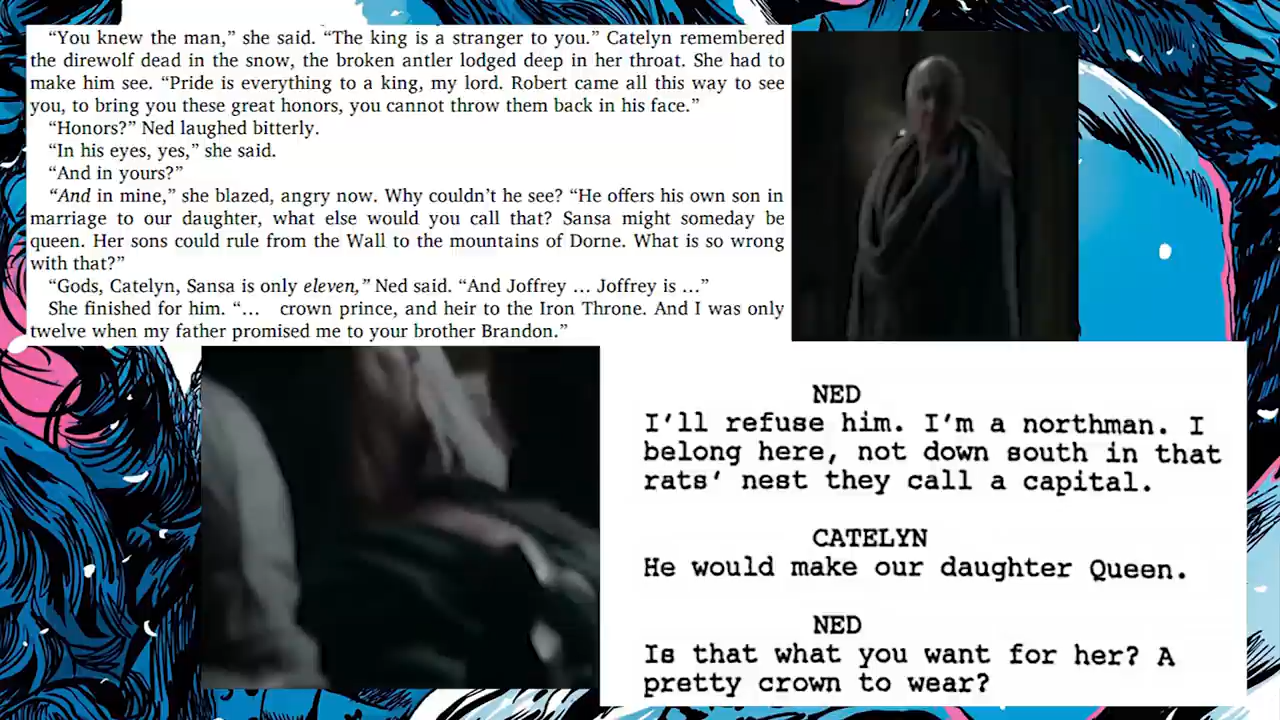 “You knew the man,” she said. “The king is a stranger to you.” Catelyn remembered
the direwolf dead in the snow, the broken antler lodged deep in her throat. She had to
make him see. “Pride is everything to a king, my lord. Robert came all this way to see
you, to bring you these great honors, you cannot throw them back in his face.”
“Honors?” Ned laughed bitterly.
“In his eyes, yes,” she said.
“And in yours?”
“And in mine,” she blazed, angry now. Why couldn’t he see? “He offers his own son in
marriage to our daughter, what else would you call that? Sansa might someday be
queen. Her sons could rule from the Wall to the mountains of Dorne. What is so wrong
with that?”
“Gods, Catelyn, Sansa is only eleven,” Ned said. “And Joffrey … Joffrey is …”
She finished for him. “… crown prince, and heir to the Iron Throne. And I was only
twelve when my father promised me to your brother Brandon.”
NED
I’ll refuse him. I’m a northman. I
belong here, not down south in that
rats’ nest they call a capital.
CATELYN
He would make our daughter Queen.
NED
Is that what you want for her? A
pretty crown to wear?